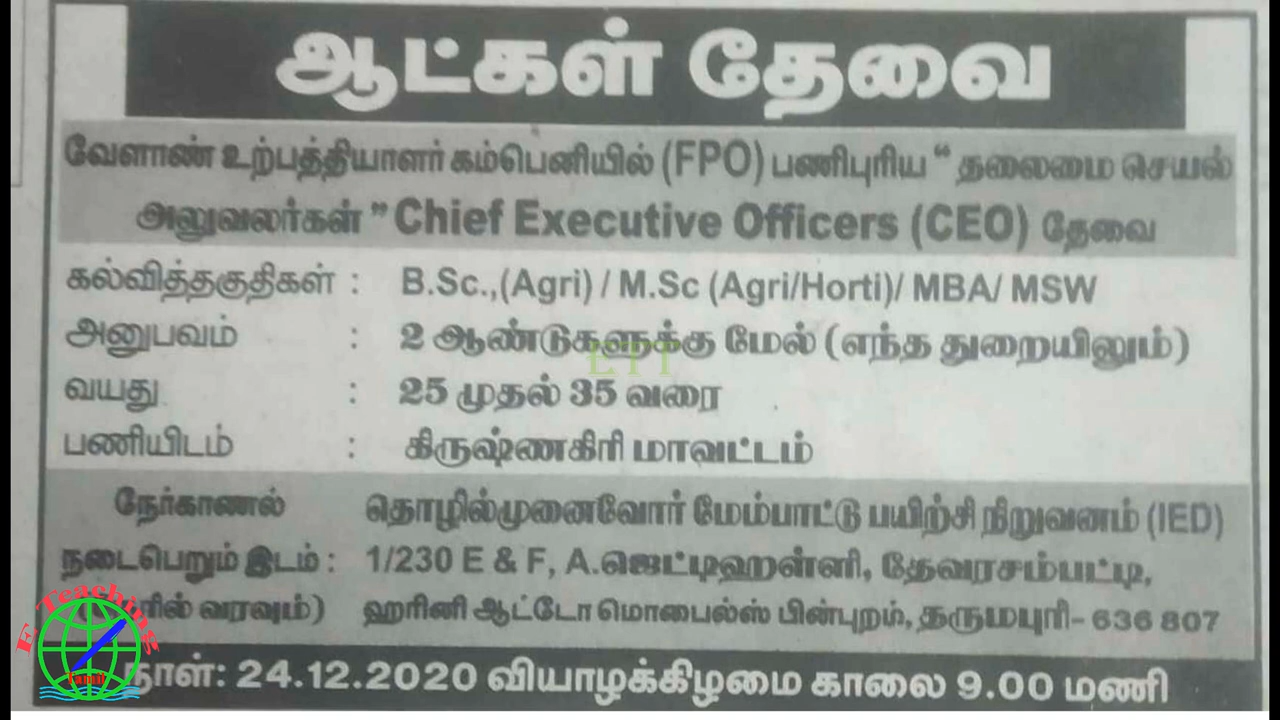 ஆட்கள் தேவை
வேளாண் உற்பத்தியாளர் கம்பெனியில் (FPO) பணிபுரிய “ தலைமை செயல்
அலுவலர்கள் ” Chief Executive Officers (CEO) தேவை
கல்வித்தகுதிகள் : B.Sc.,(Agri) / M.Sc (Agri/Horti)/ MBA/ MSW
அனுபவம் : 2 ஆண்டுகளுக்கு மேல் (எந்த துறையிலும்)
ETT
வயது : 25 முதல் 35 வரை
பணியிடம் : கிருஷ்ணகிரி மாவட்டம்
நேர்காணல் தொழில்முனைவோர் மேம்பாட்டு பயிற்சி நிறுவனம் (IED)
நடைபெறும் இடம் : 1/230 E & F, A.ஜெட்டிஹள்ளி, தேவரசம்பட்டி,
வரவும்) ஹரினி ஆட்டோ மொபைல்ஸ் பின்புறம், தருமபுரி- 636 807
நாள்: 24.12.2020 வியாழக்கிழமை காலை 9.00 மணி
E Teaching
Tamil